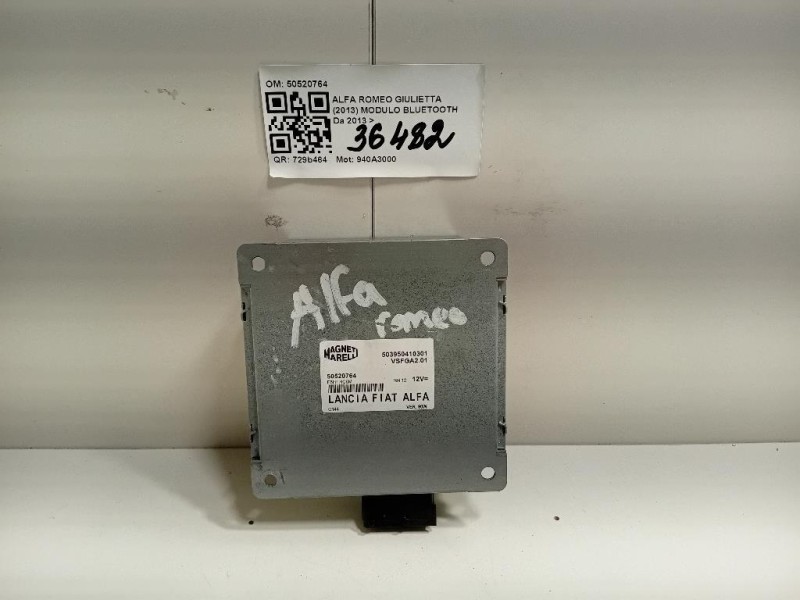 OM: 50520764
ALFA ROMEO GIULIETTA
(2013) MODULO BLUETOOTH
Da 2013 >
36482
QR: 729b464 Mot: 940A3000
Alfa
romeo
MAGNETI
MARELLI
503950410301
VSFGA2.01
50520764
12V=
LANCIA FIAT ALFA